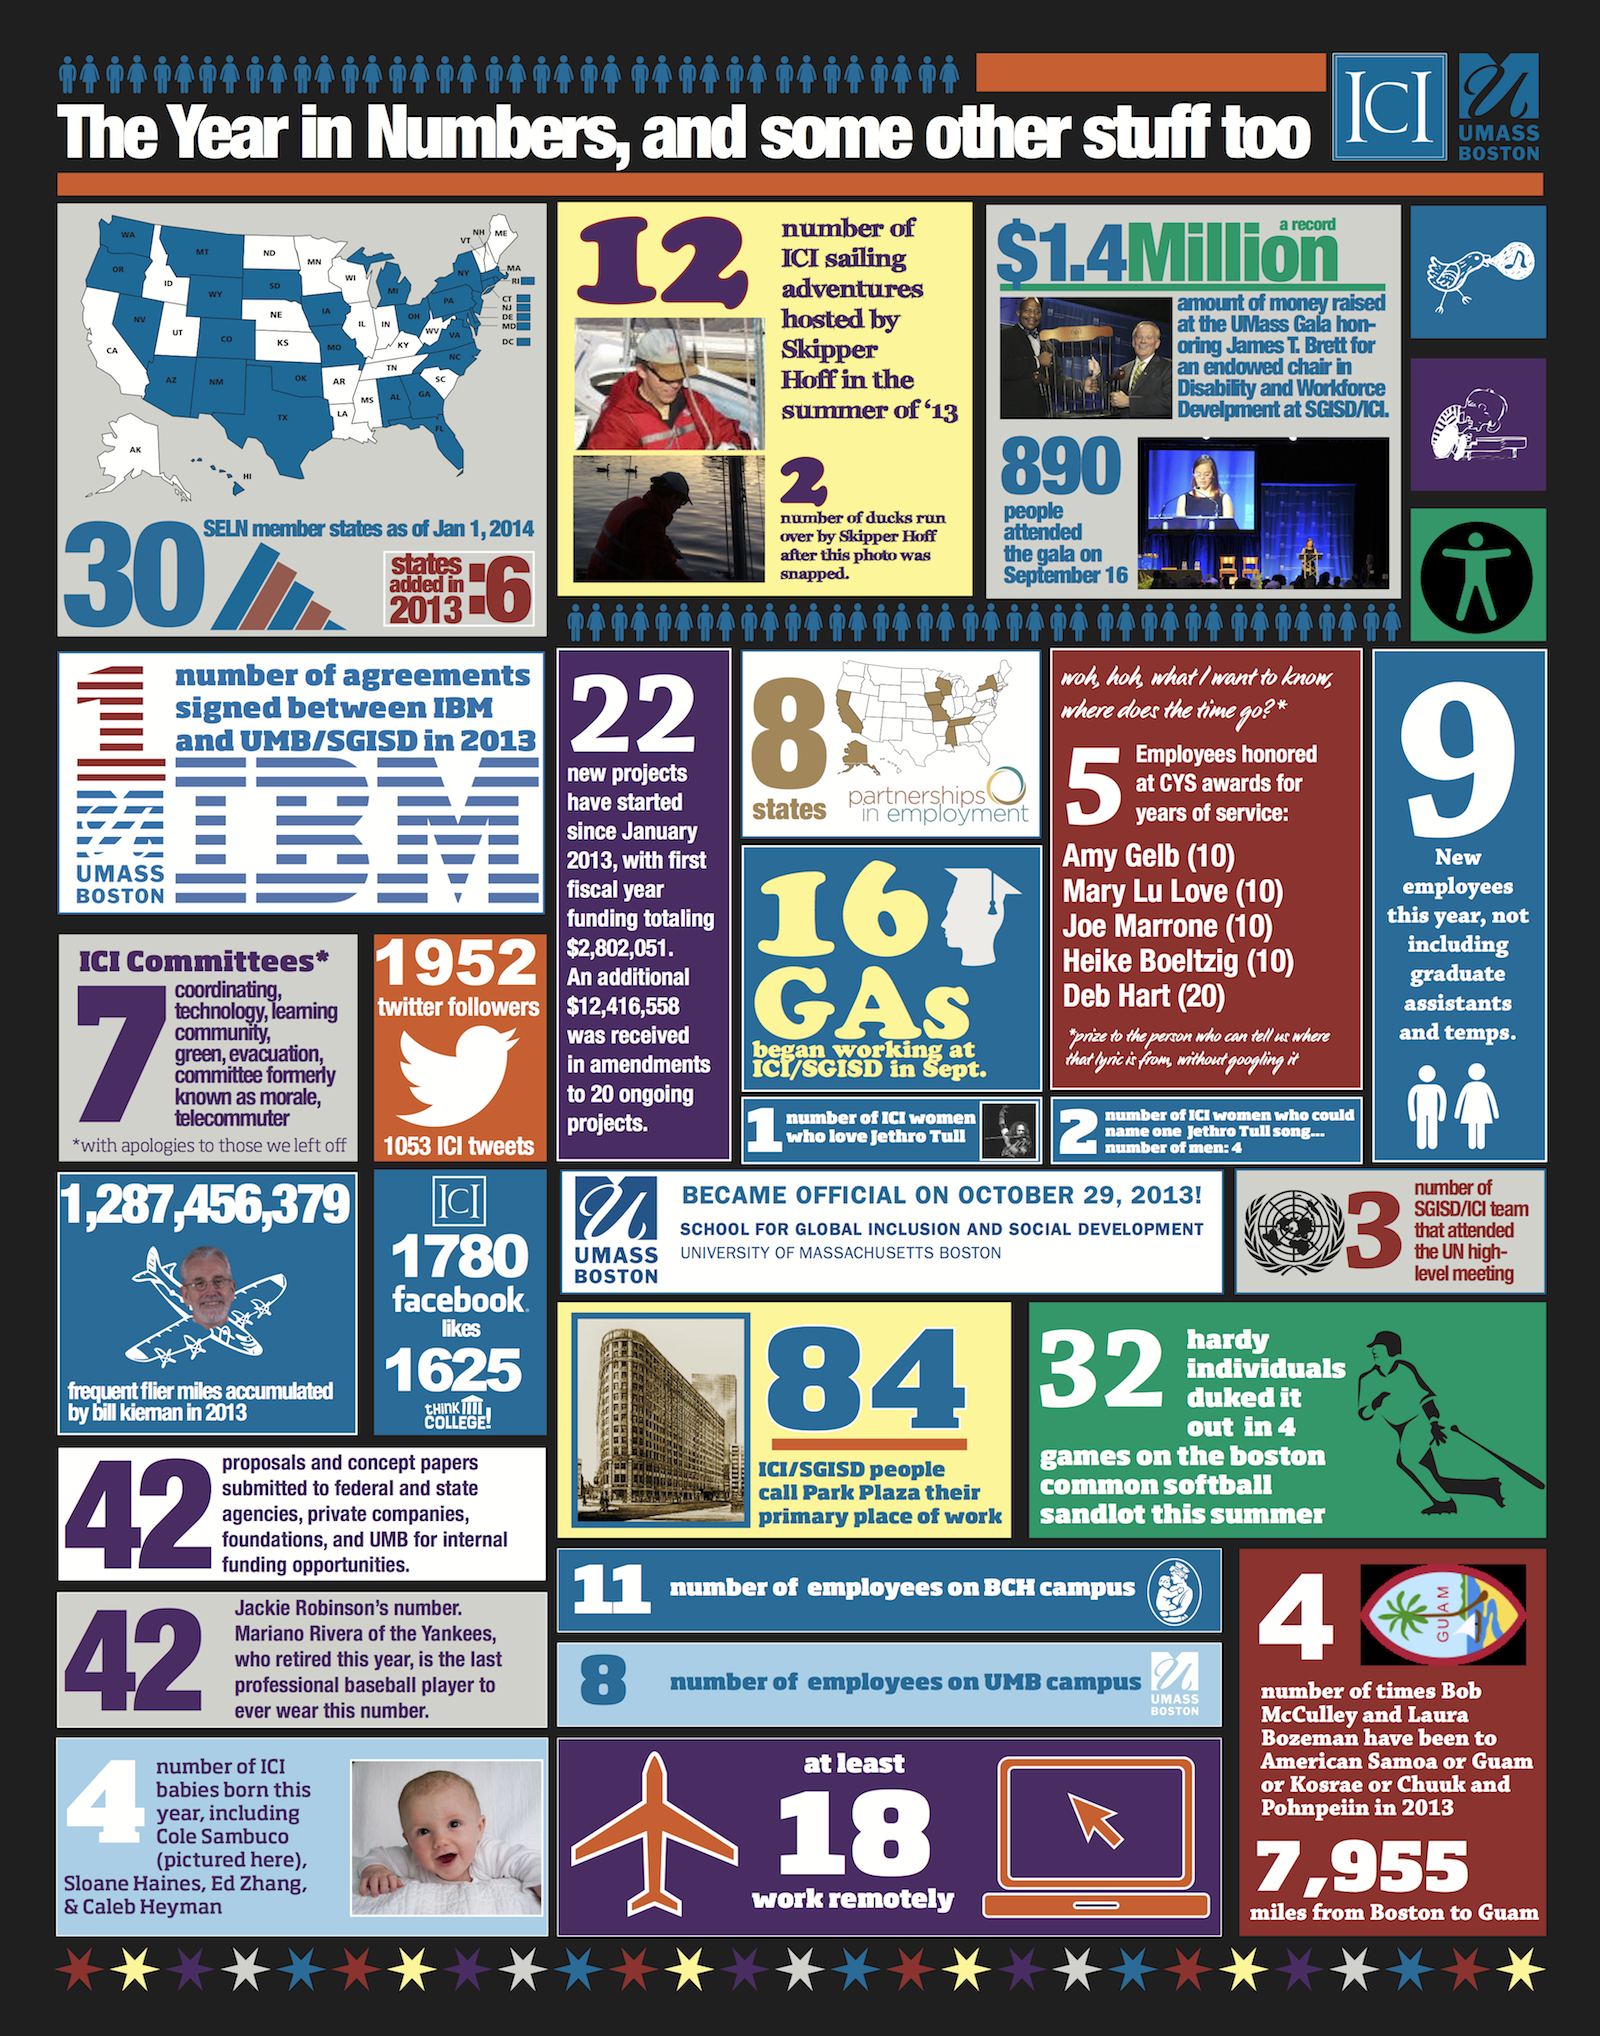 The Year in Numbers, and some other stuff too
ICI
UMASS
BOSTON
WA
OR
CA
NV
ID
MT
WY
UT
CO
AZ
NM
ND
SD
NE
KS
OK
TX
MN
IA
MO
AR
LA
WI
IL
IN
MI
OH
KY
TN
MS
AL
GA
FL
SC
NC
VA
WV
PA
NY
VT
NH
ME
MA
RI
CT
NJ
DE
MD
DC
AK
HI
30
SELN member states as of Jan 1, 2014
states
added in
2013
:6
12
number of
ICI sailing
adventures
hosted by
Skipper
Hoff in the
summer of ‘13
2
number of ducks run
over by Skipper Hoff
after this photo was
snapped.
a record
$1.4Million
amount of money raised
at the UMass Gala hon-
oring James T. Brett for
an endowed chair in
Disability and Workforce
Develpment at SGISD/ICI.
890
people
attended
the gala on
September 16
1
number of agreements
signed between IBM
and UMB/SGISD in 2013
UMASS
BOSTON
IBM
22
new projects
have started
since January
2013, with first
fiscal year
funding totaling
$2,802,051.
An additional
$12,416,558
was received
in amendments
to 20 ongoing
projects.
8
states
partnerships
in employment
16
GAs
began working at
ICI/SGISD in Sept.
woh, hoh, what I want to know,
where does the time go?*
5
Employees honored
at CYS awards for
years of service:
Amy Gelb (10)
Mary Lu Love (10)
Joe Marrone (10)
Heike Boeltzig (10)
Deb Hart (20)
*prize to the person who can tell us where
that lyric is from, without googling it
9
New
employees
this year, not
including
graduate
assistants
and temps.
ICI Committees*
7
coordinating,
technology, learning
community,
green, evacuation,
committee formerly
known as morale,
telecommuter
*with apologies to those we left off
1952
twitter followers
1053 ICI tweets
1
number of ICI women
who love Jethro Tull
2
number of ICI women who could
name one Jethro Tull song...
number of men: 4
1,287,456,379
frequent flier miles accumulated
by bill kiernan in 2013
ICI
1780
facebook
likes
1625
THINK
COLLEGE!
UMASS
BOSTON
BECAME OFFICIAL ON OCTOBER 29, 2013!
SCHOOL FOR GLOBAL INCLUSION AND SOCIAL DEVELOPMENT
UNIVERSITY OF MASSACHUSETTS BOSTON
3
number of
SGISD/ICI team
that attended
the UN high-
level meeting
84
ICI/SGISD people
call Park Plaza their
primary place of work
32
hardy
individuals
duked it
out in 4
games on the boston
common softball
sandlot this summer
42
proposals and concept papers
submitted to federal and state
agencies, private companies,
foundations, and UMB for internal
funding opportunities.
42
Jackie Robinson’s number.
Mariano Rivera of the Yankees,
who retired this year, is the last
professional baseball player to
ever wear this number.
11
number of employees on BCH campus
8
number of employees on UMB campus
UMASS
BOSTON
4
GUAM
number of times Bob
McCulley and Laura
Bozeman have been to
American Samoa or Guam
or Kosrae or Chuuk and
Pohnpeiin in 2013
7,955
miles from Boston to Guam
4
number of ICI
babies born this
year, including
Cole Sambuco
(pictured here),
Sloane Haines, Ed Zhang,
& Caleb Heyman
at least
18
work remotely